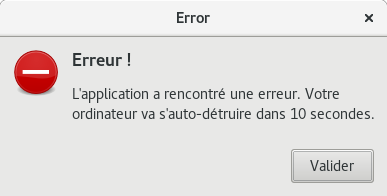 Error
Erreur !
L'application a rencontré une erreur. Votre
ordinateur va s'auto-détruire dans 10 secondes.
Valider